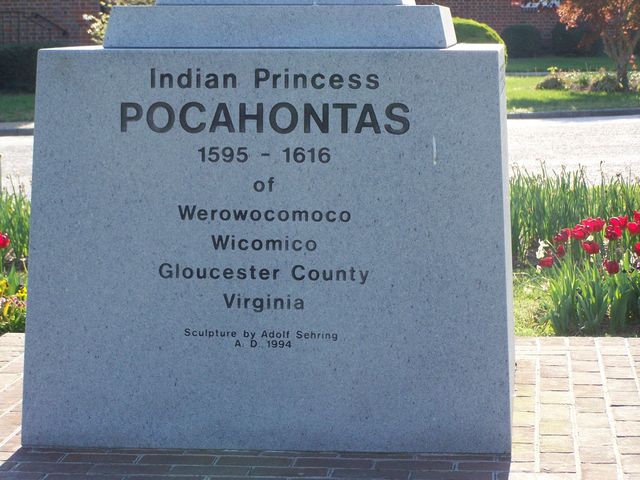 Indian Princess
POCAHONTAS
1595 - 1616
of
Werowocomoco
Wicomico
Gloucester County
Virginia
Sculpture by Adolf Sehring
A. D. 1994